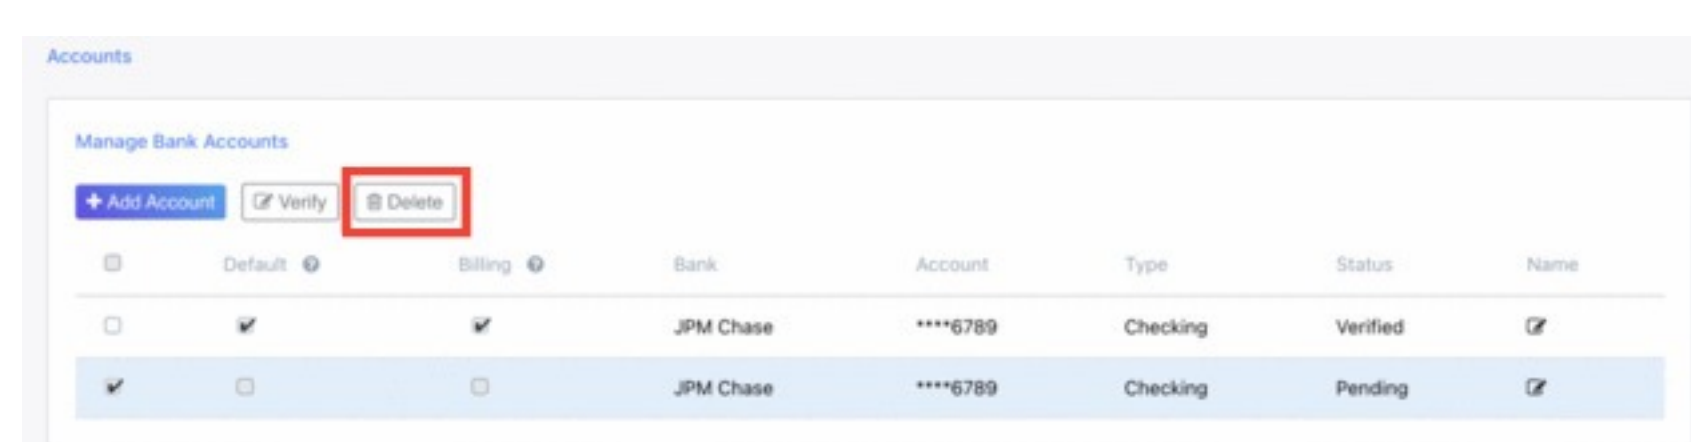 Accounts
Manage Bank Accounts
+ Add Account Verify Delete
Default Billing Bank Account Type Status Name
JPM Chase ****6789 Checking Verified
JPM Chase ****6789 Checking Pending